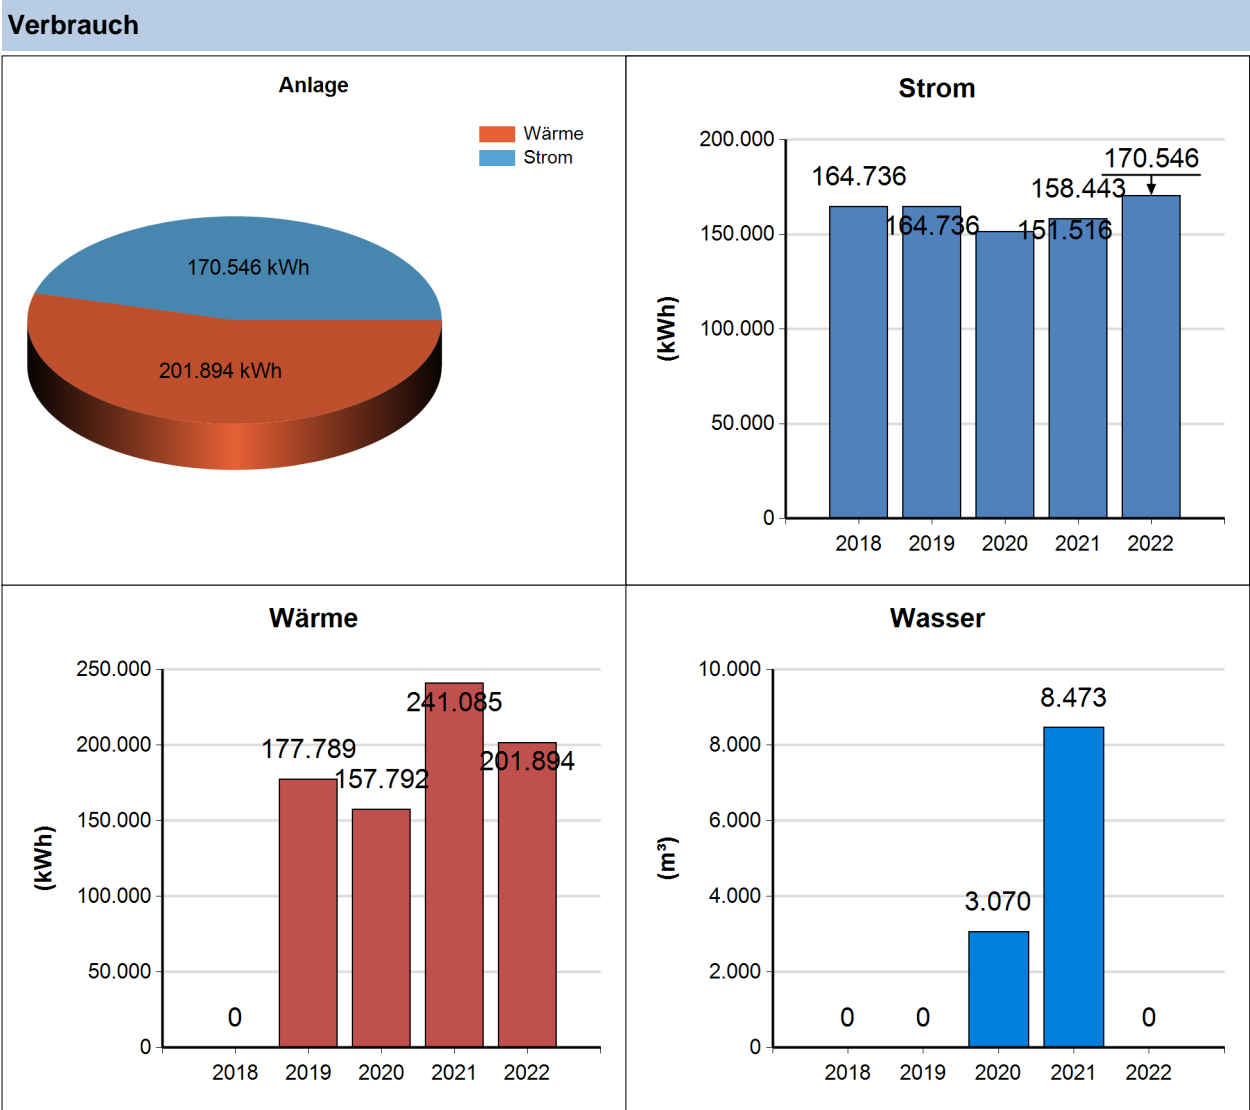 Verbrauch
Anlage
Wärme
Strom
170.546 kWh
201.894 kWh
Strom
(kWh)
200.000
150.000
100.000
50.000
0
164.736
164.736
151.516
158.443
170.546
2018 2019 2020 2021 2022
Wärme
(kWh)
250.000
200.000
150.000
100.000
50.000
0
0
177.789
157.792
241.085
201.894
2018 2019 2020 2021 2022
Wasser
(m³)
10.000
8.000
6.000
4.000
2.000
0
0
0
3.070
8.473
0
2018 2019 2020 2021 2022